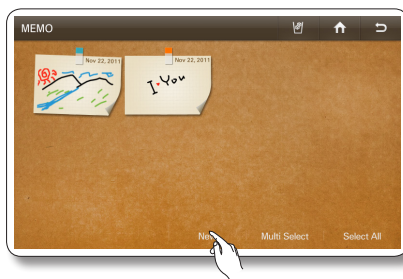 MEMO
Nov 22, 2011
Nov 22, 2011
I You
Multi Select
Select All